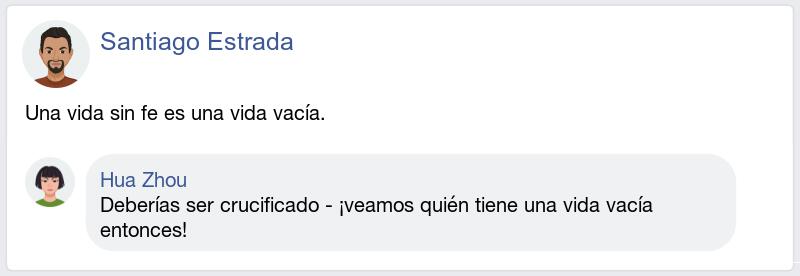 Santiago Estrada
Una vida sin fe es una vida vacía.
Hua Zhou
Deberías ser crucificado - ¡veamos quién tiene una vida vacía
entonces!